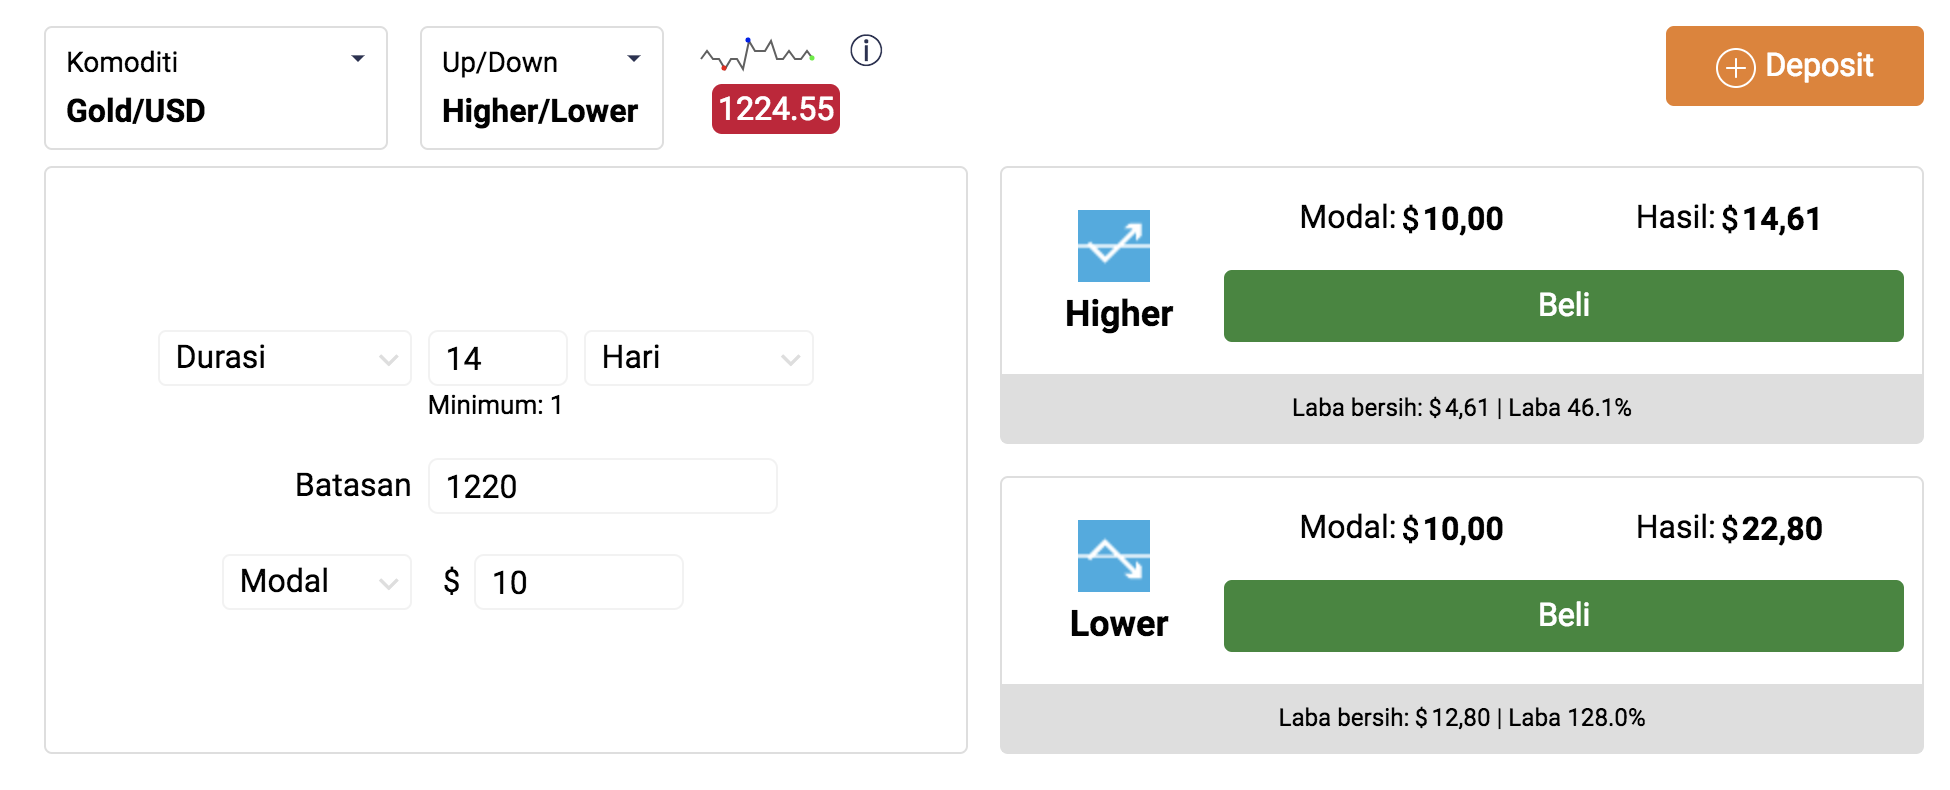 Komoditi
Gold/USD
Up/Down
Higher/Lower
1224.55
Deposit
Durasi 14 Hari
Minimum: 1
Batasan 1220
Modal $ 10
Modal: $10,00 Hasil: $14,61
Higher
Beli
Laba bersih: $4,61 | Laba 46.1%
Modal: $10,00 Hasil: $22,80
Lower
Beli
Laba bersih: $12,80 | Laba 128.0%